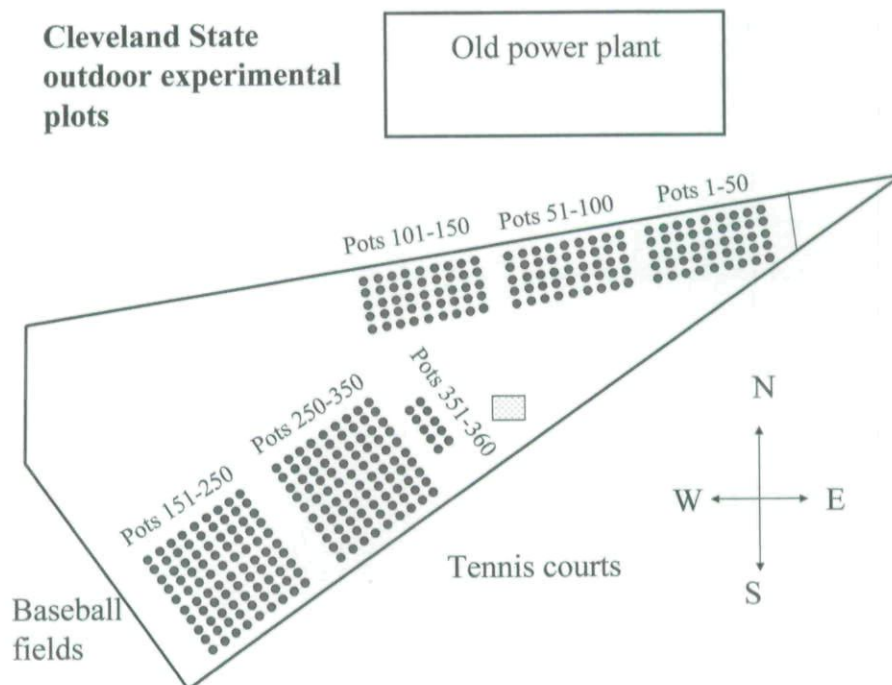 Cleveland State
outdoor experimental
plots
Old power plant
Pots 101-150
Pots 51-100
Pots 1-50
Pots 351-360
Pots 250-350
Pots 151-250
N
W
E
S
Tennis courts
Baseball
fields